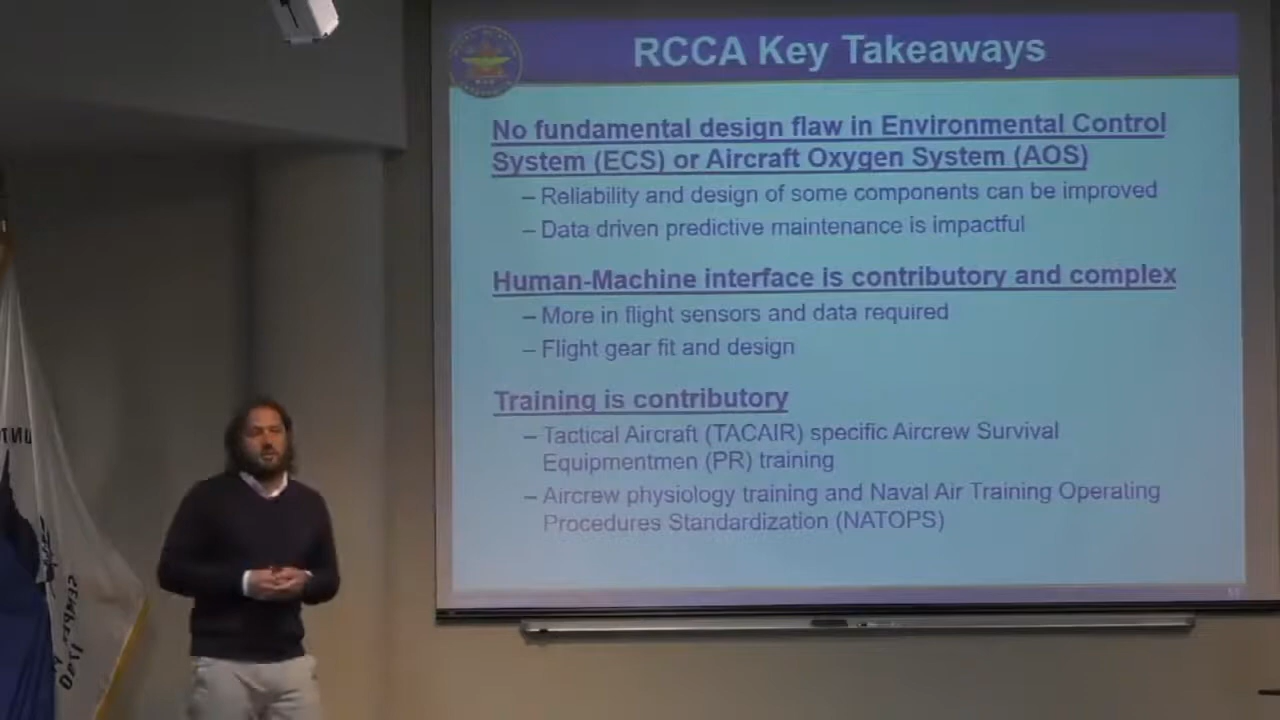 RCCA Key Takeaways
No fundamental design flaw in Environmental Control
System (ECS) or Aircraft Oxygen System (AOS)
– Reliability and design of some components can be improved
– Data driven predictive maintenance is impactful
Human-Machine interface is contributory and complex
– More in flight sensors and data required
– Flight gear fit and design
Training is contributory
– Tactical Aircraft (TACAIR) specific Aircrew Survival
Equipmentmen (PR) training
– Aircrew physiology training and Naval Air Training Operating
Procedures Standardization (NATOPS)